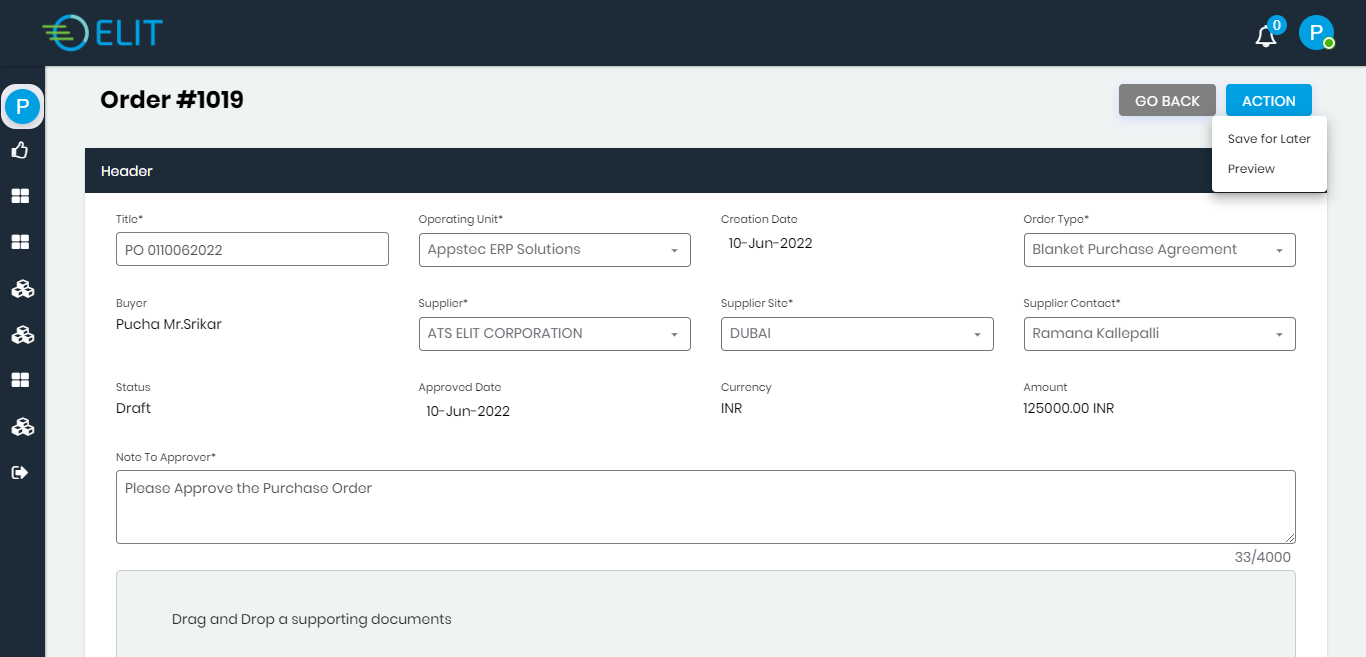 ELIT
0
P
P
Order #1019
GO BACK
ACTION
Save for Later
Preview
Header
Title*
Operating Unit*
Creation Date
Order Type*
PO 0110062022
Appstec ERP Solutions
10-Jun-2022
Blanket Purchase Agreement
Buyer
Supplier*
Supplier Site*
Supplier Contact*
Pucha Mr.Srikar
ATS ELIT CORPORATION
DUBAI
Ramana Kallepalli
Status
Approved Date
Currency
Amount
Draft
10-Jun-2022
INR
125000.00 INR
Note To Approver*
Please Approve the Purchase Order
33/4000
Drag and Drop a supporting documents